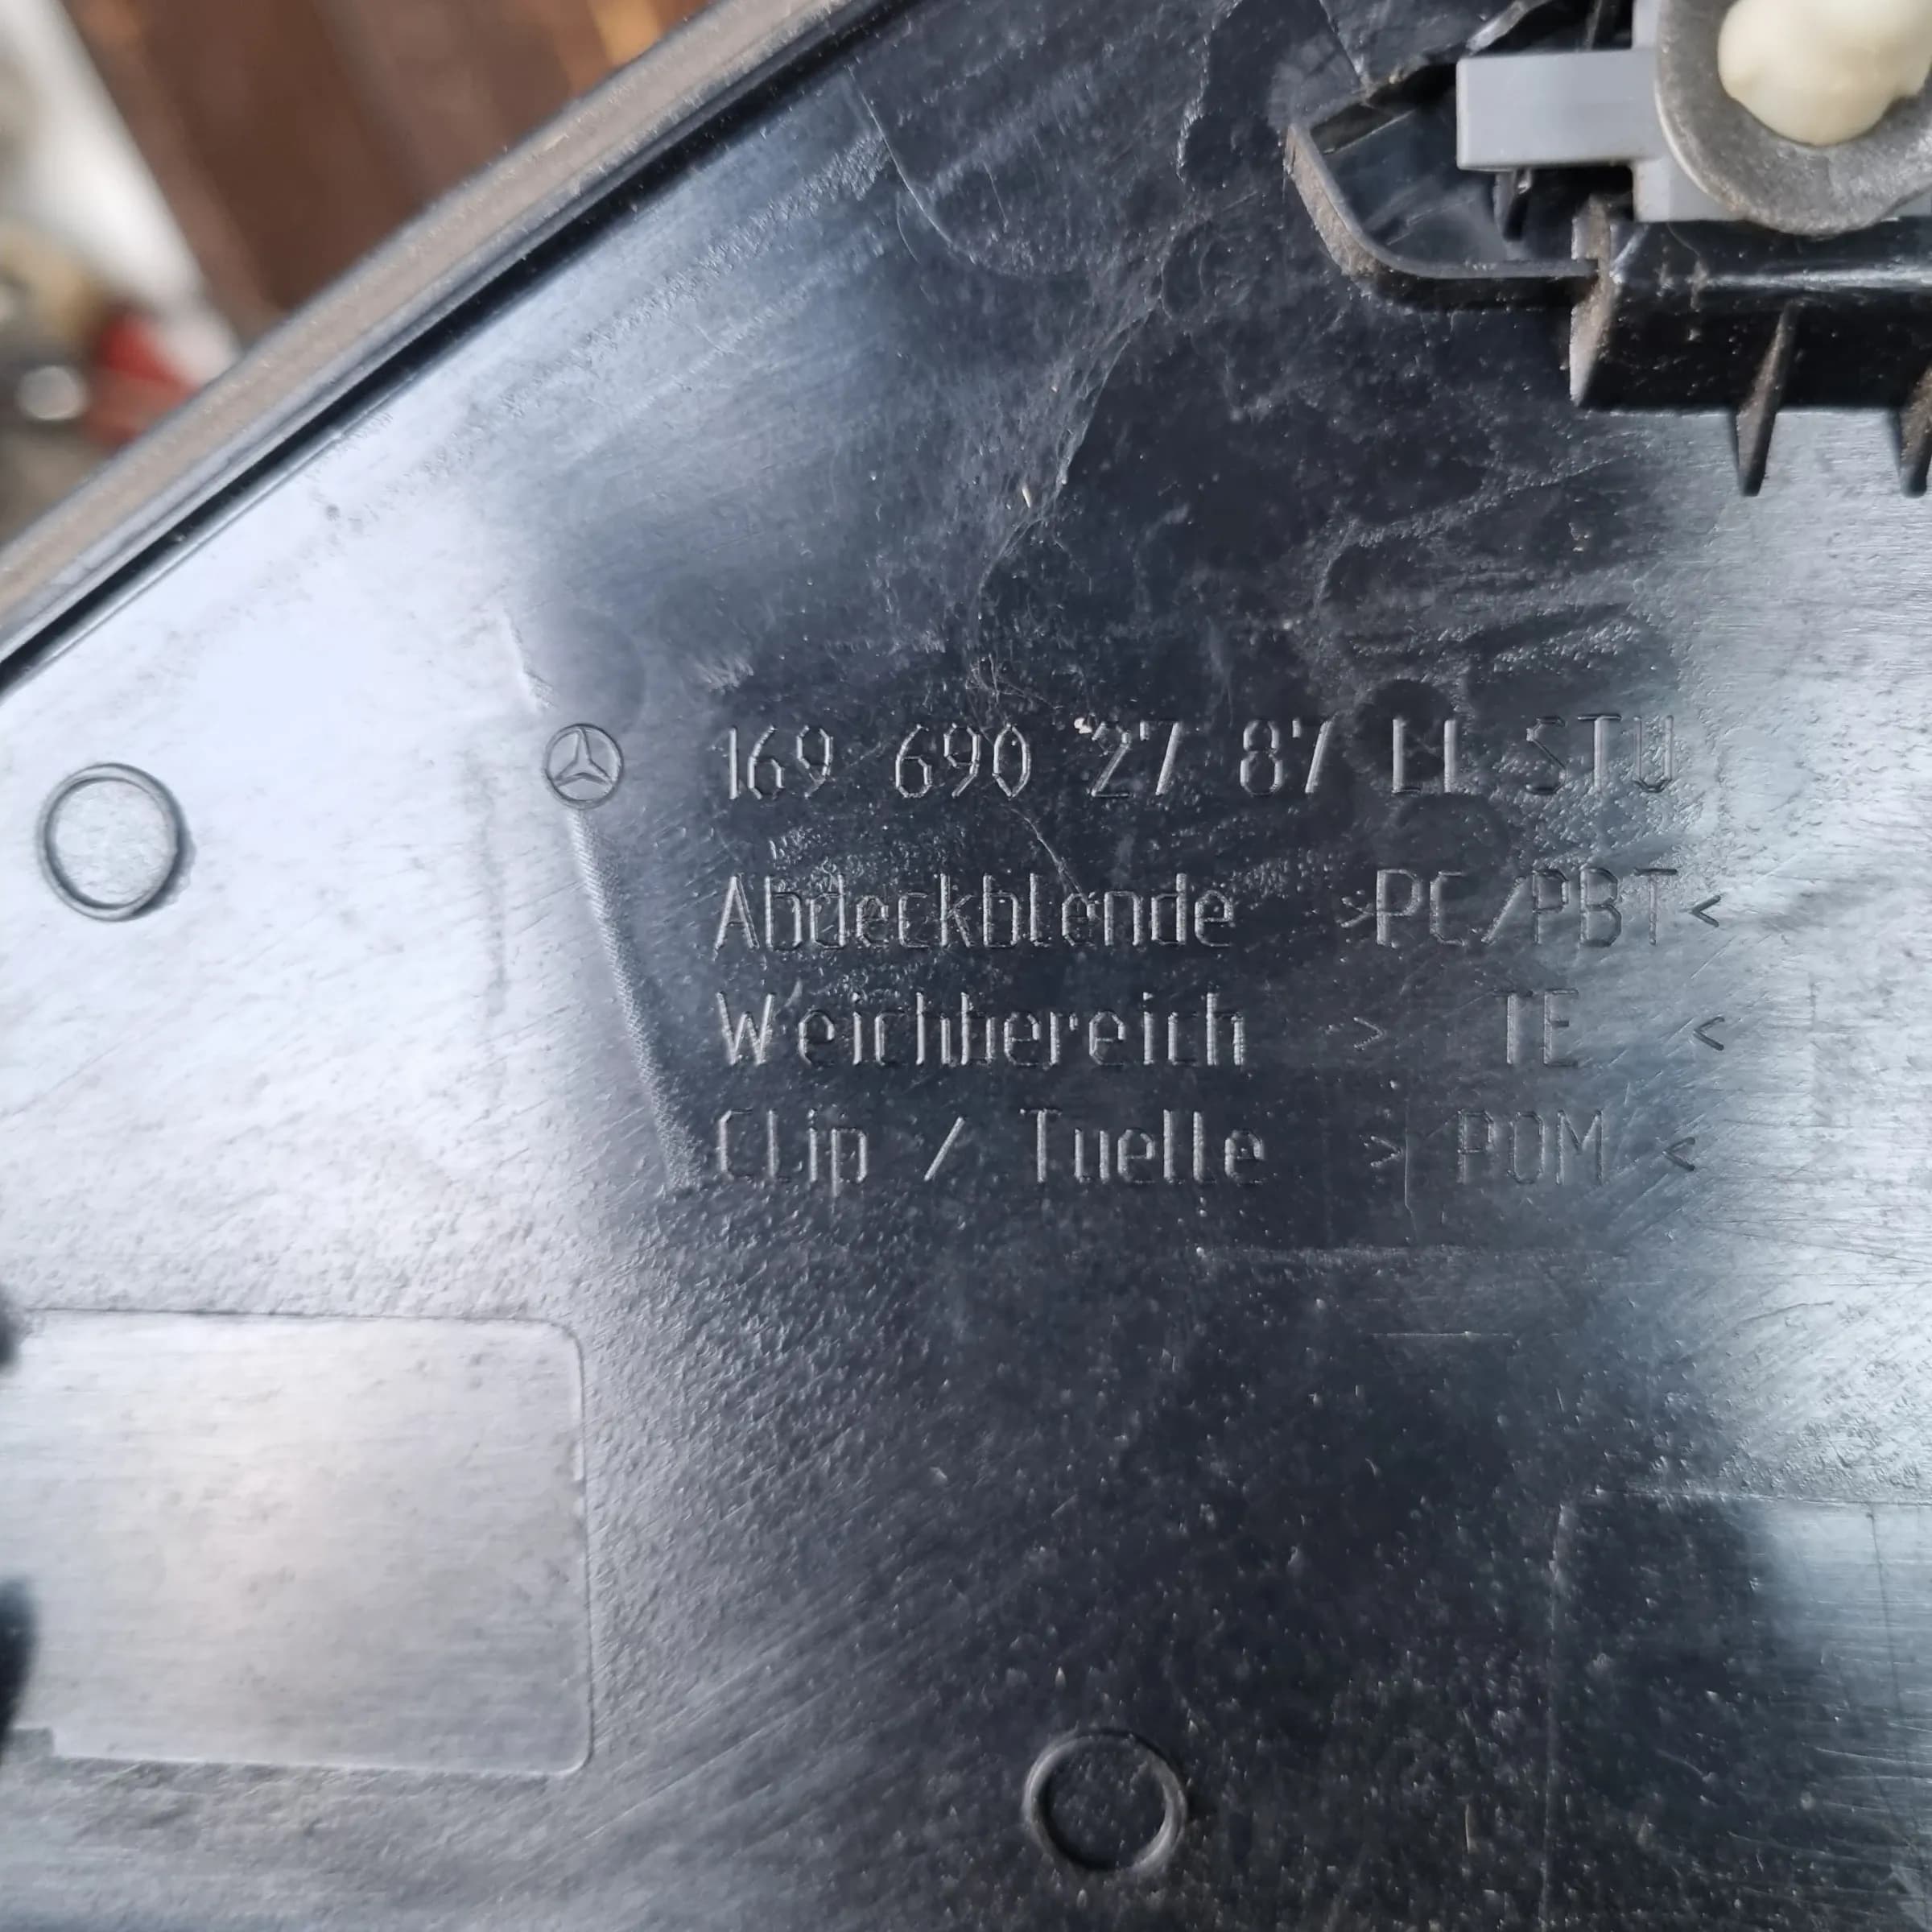 169 690 27 87 LL STU
Abdeckblende >PC/PBT<
Weichbereich > TE <
Clip / Tuelle > POM <